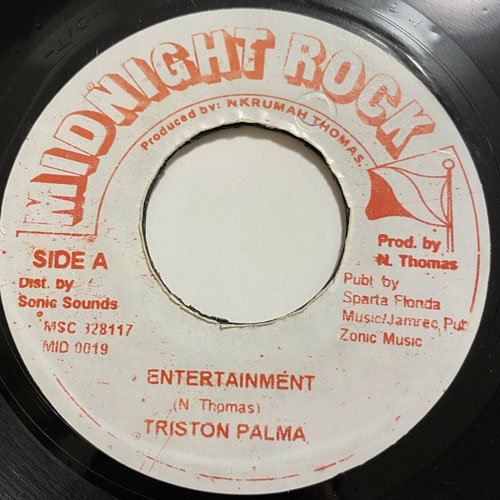 MIDNIGHT ROCK
Produced by: NKRUMAH THOMAS.
SIDE A
Dist. by
Sonic Sounds
MSC 328117
MID 0019
Prod. by
N. Thomas
Publ by
Sparta Flonda
Music/Jamrec Pub
Zonic Music
ENTERTAINMENT
(N. Thomas)
TRISTON PALMA